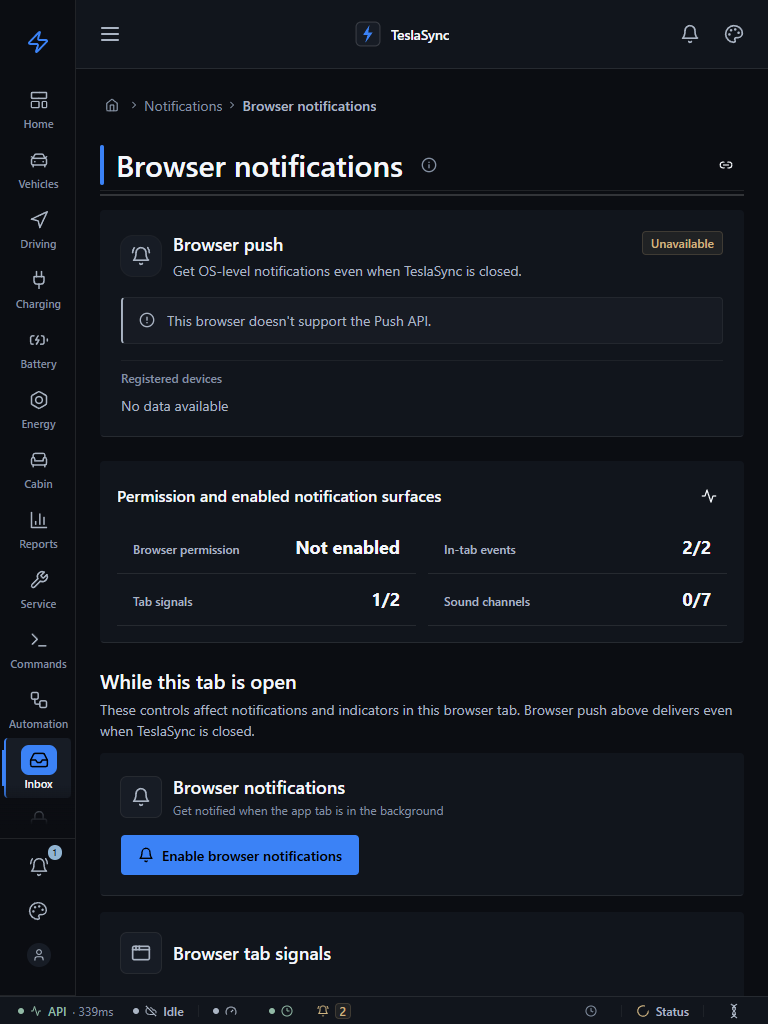 TeslaSync
Home
Vehicles
Driving
Charging
Battery
Energy
Cabin
Reports
Service
Commands
Automation
Inbox
1
Notifications
Browser notifications
Browser notifications
Browser push
Unavailable
Get OS-level notifications even when TeslaSync is closed.
This browser doesn't support the Push API.
Registered devices
No data available
Permission and enabled notification surfaces
Browser permission Not enabled
In-tab events 2/2
Tab signals 1/2
Sound channels 0/7
While this tab is open
These controls affect notifications and indicators in this browser tab. Browser push above delivers even
when TeslaSync is closed.
Browser notifications
Get notified when the app tab is in the background
Enable browser notifications
Browser tab signals
API · 339ms Idle 2 Status